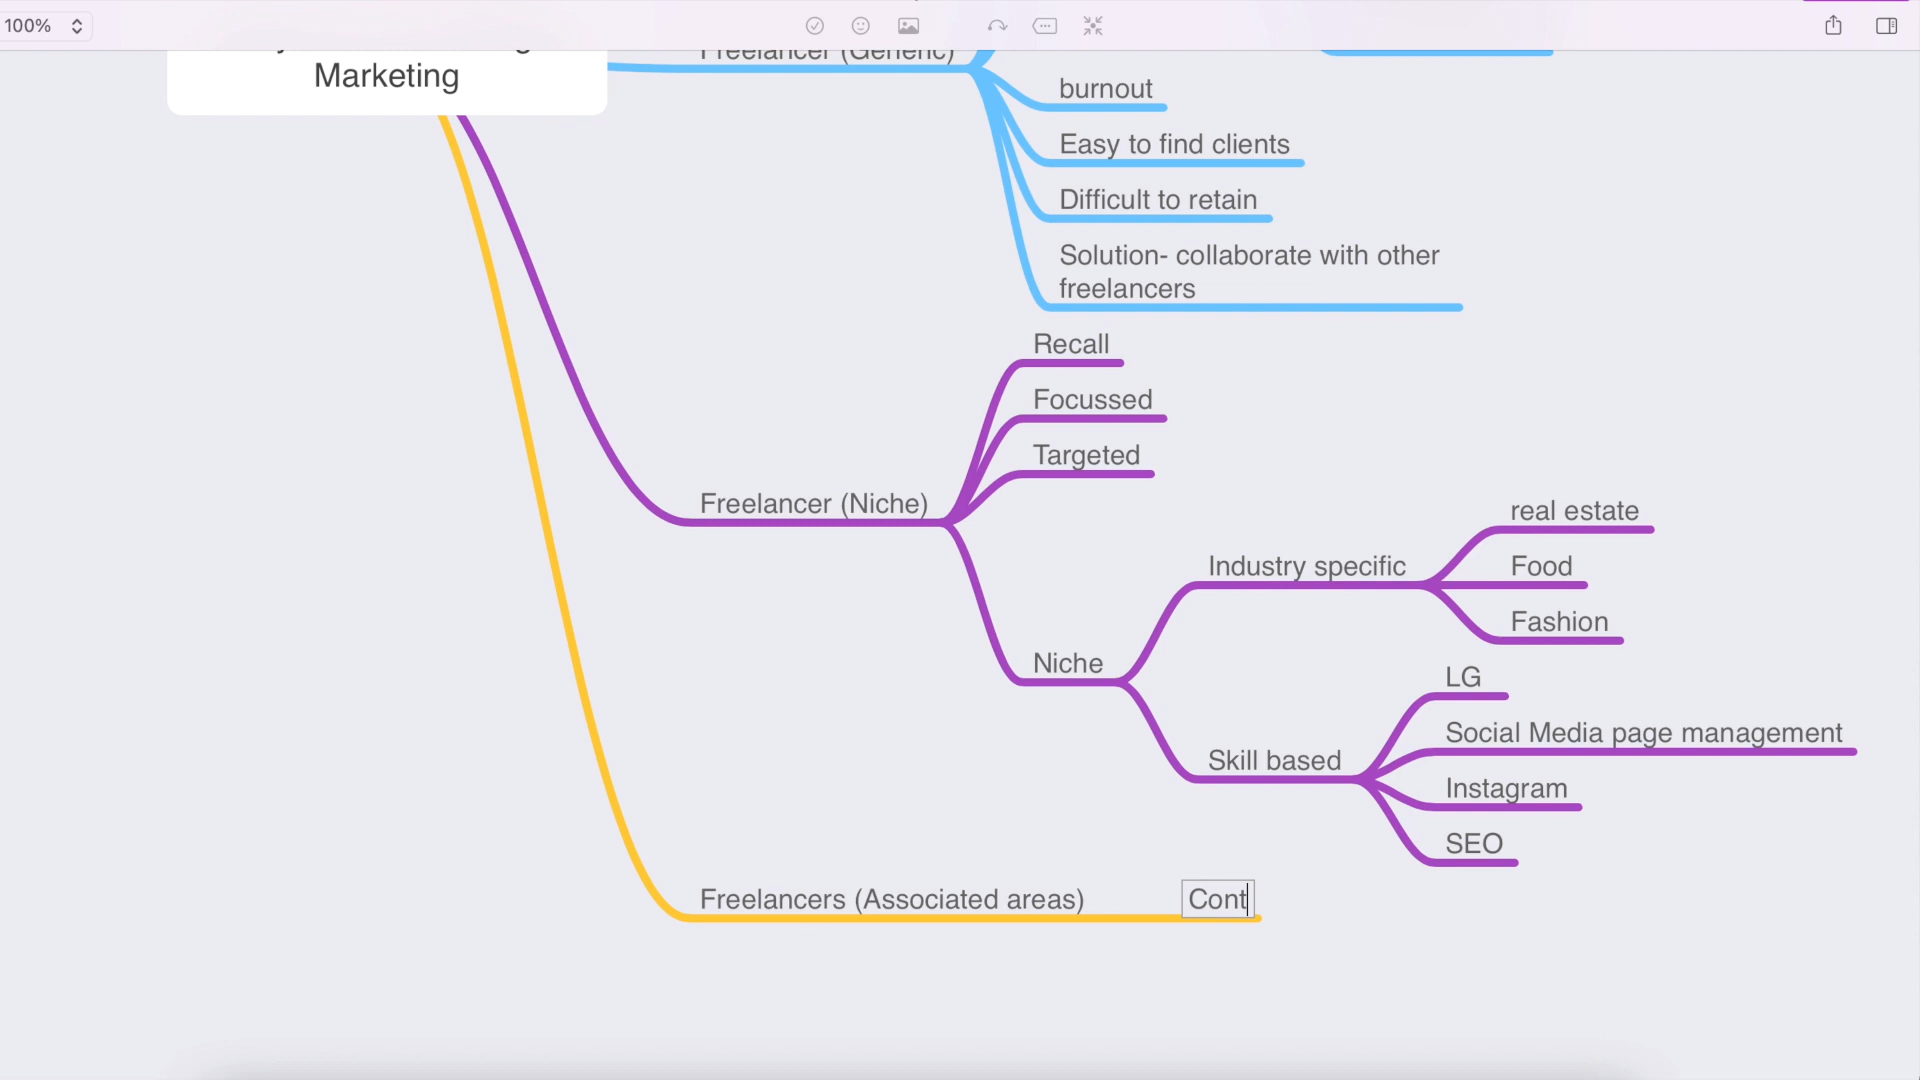 100%
Marketing
Freelancer (Generic)
burnout
Easy to find clients
Difficult to retain
Solution- collaborate with other
freelancers
Recall
Focussed
Targeted
Freelancer (Niche)
real estate
Industry specific
Food
Fashion
Niche
LG
Social Media page management
Skill based
Instagram
SEO
Freelancers (Associated areas)
Cont